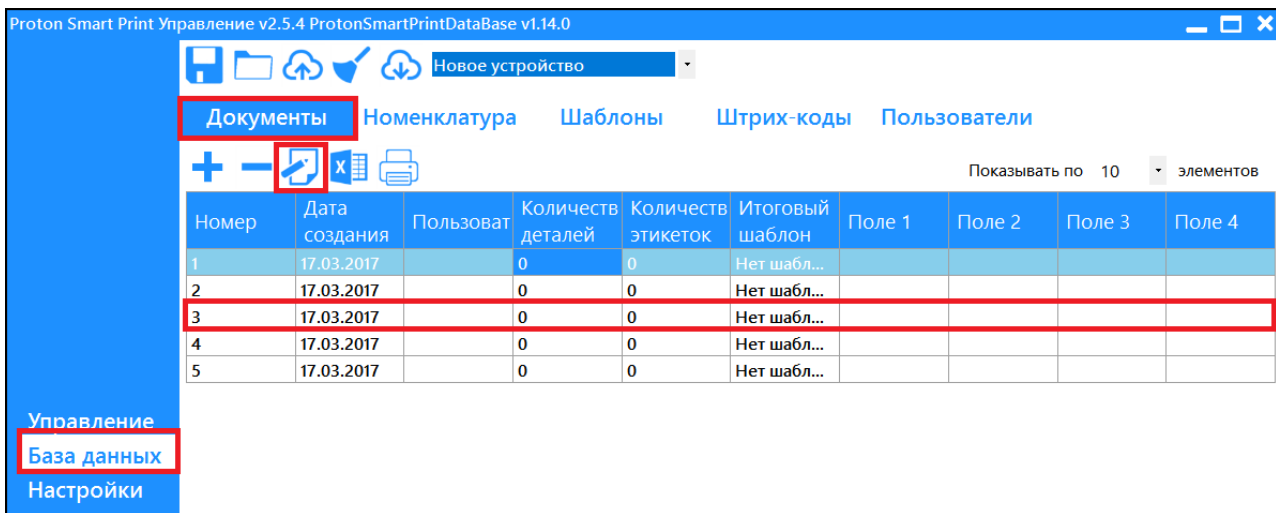 Proton Smart Print Управление v2.5.4 ProtonSmartPrintDataBase v1.14.0
Новое устройство
Документы Номенклатура Шаблоны Штрих-коды Пользователи
X
Показывать по 10 элементов
Номер Дата создания Пользоват Количеств деталей Количеств этикеток Итоговый шаблон Поле 1 Поле 2 Поле 3 Поле 4
1 17.03.2017 0 0 Нет шабл...
2 17.03.2017 0 0 Нет шабл...
3 17.03.2017 0 0 Нет шабл...
4 17.03.2017 0 0 Нет шабл...
5 17.03.2017 0 0 Нет шабл...
Управление
База данных
Настройки